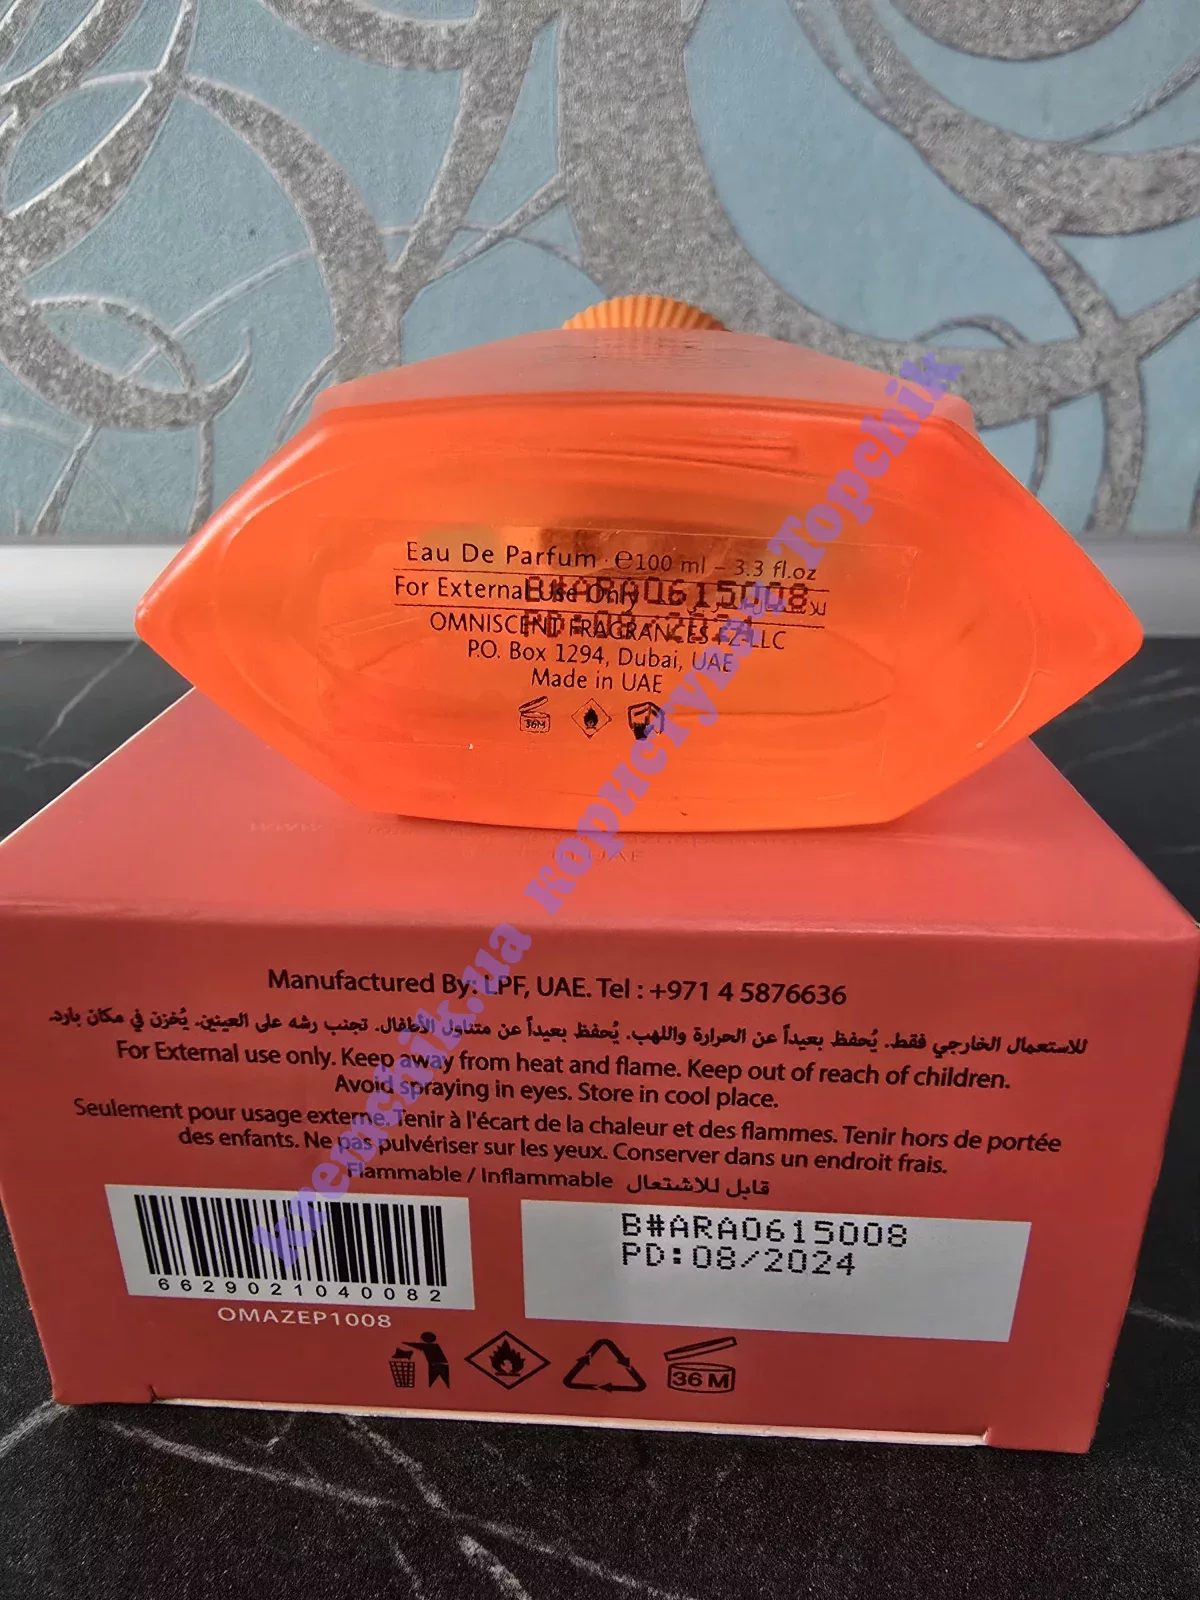 Eau De Parfum ℮100 ml – 3.3 fl.oz
For External Use Only
B#ARA0615008
PD:08/2024
OMNISCENT FRAGRANCES FZ-LLC
P.O. Box 1294, Dubai, UAE
Made in UAE
36M
UAE
Manufactured By: LPF, UAE. Tel : +971 4 5876636
للاستعمال الخارجي فقط. يُحفظ بعيداً عن الحرارة واللهب. يُحفظ بعيداً عن متناول الأطفال. تجنب رشه على العينين. يُخزن في مكان بارد.
For External use only. Keep away from heat and flame. Keep out of reach of children.
Avoid spraying in eyes. Store in cool place.
Seulement pour usage externe. Tenir à l'écart de la chaleur et des flammes. Tenir hors de portée
des enfants. Ne pas pulvériser sur les yeux. Conserver dans un endroit frais.
Flammable / Inflammable قابل للاشتعال
6629021040082
OMAZEP1008
B#ARA0615008
PD:08/2024
36 M
kremchik.ua користувач Topchik